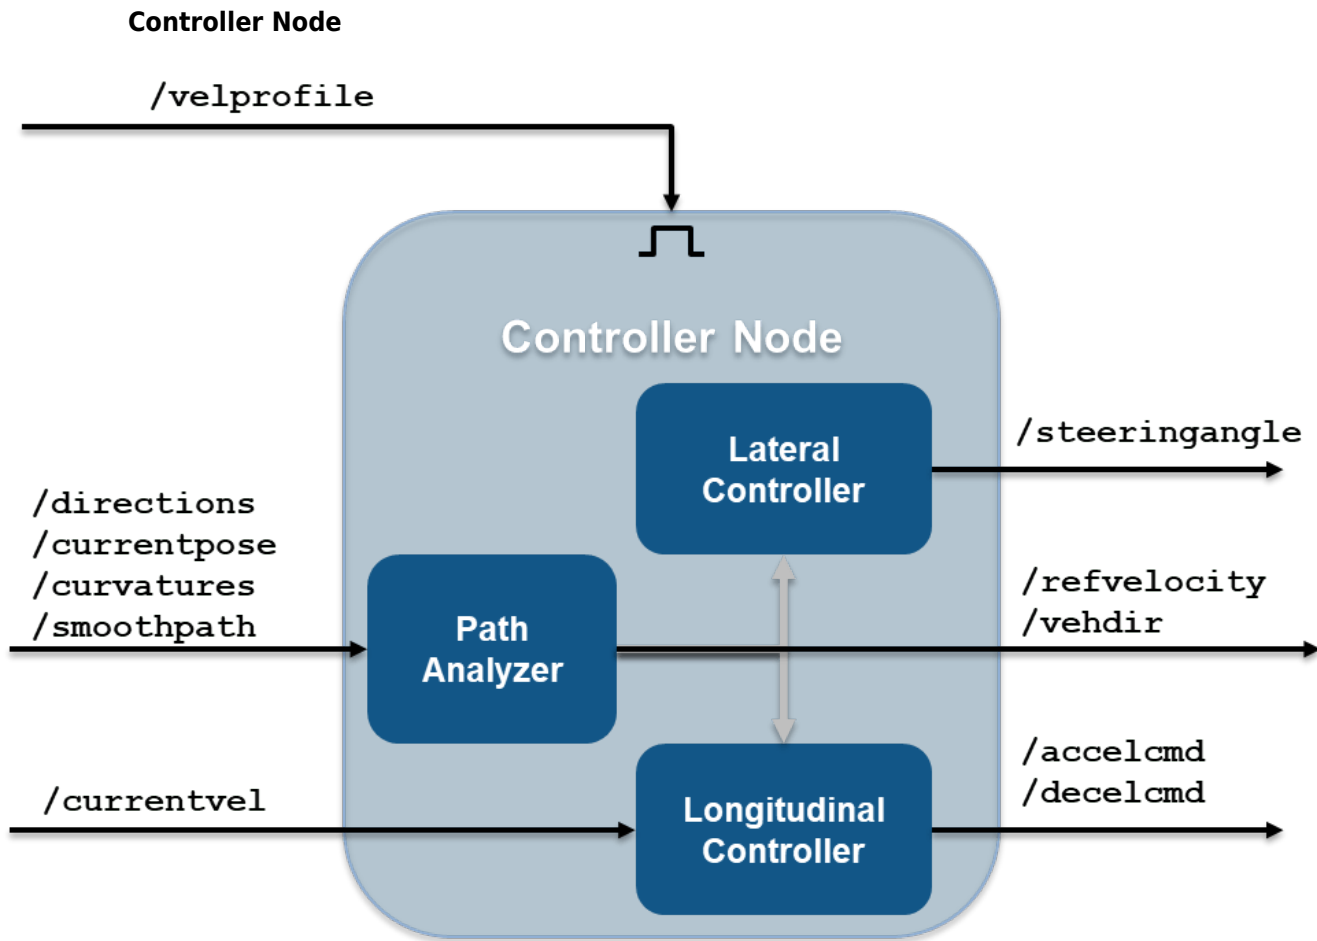 Controller Node
/velprofile
Controller Node
Lateral
Controller
/steeringangle
/directions
/currentpose
/curvatures
/smoothpath
Path
Analyzer
/refvelocity
/vehdir
/currentvel
Longitudinal
Controller
/accelcmd
/decelcmd